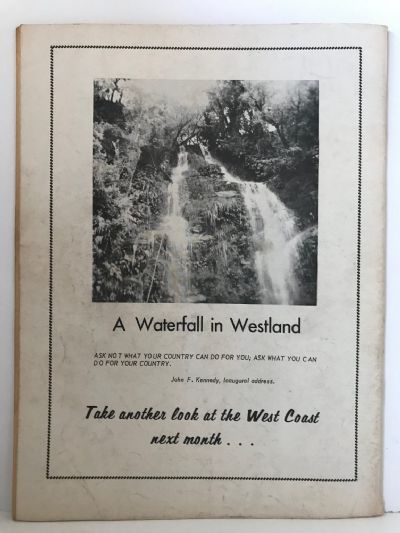 A Waterfall in Westland
ASK NOT WHAT YOUR COUNTRY CAN DO FOR YOU; ASK WHAT YOU CAN
DO FOR YOUR COUNTRY.
John F. Kennedy, Inaugural address.
Take another look at the West Coast
next month . . .